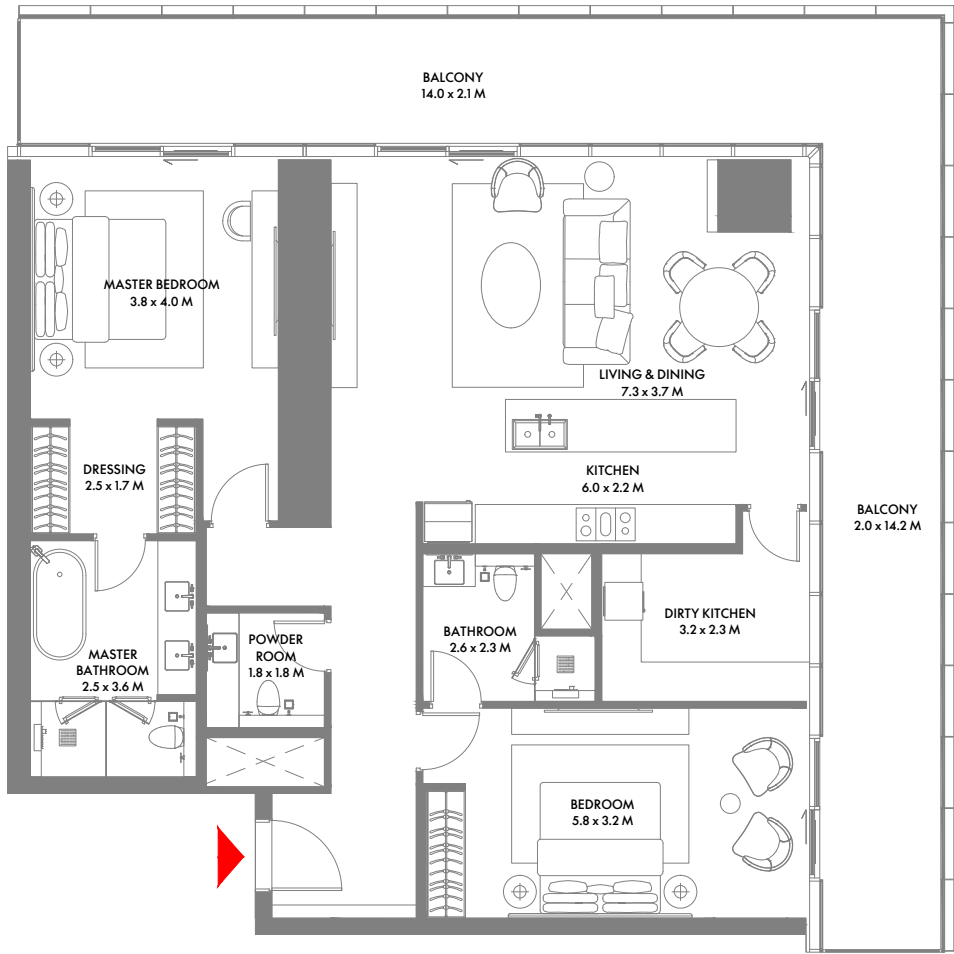 BALCONY
14.0 x 2.1 M
MASTER BEDROOM
3.8 x 4.0 M
LIVING & DINING
7.3 x 3.7 M
DRESSING
2.5 x 1.7 M
KITCHEN
6.0 x 2.2 M
BALCONY
2.0 x 14.2 M
DIRTY KITCHEN
3.2 x 2.3 M
BATHROOM
2.6 x 2.3 M
POWDER
ROOM
1.8 x 1.8 M
MASTER
BATHROOM
2.5 x 3.6 M
BEDROOM
5.8 x 3.2 M